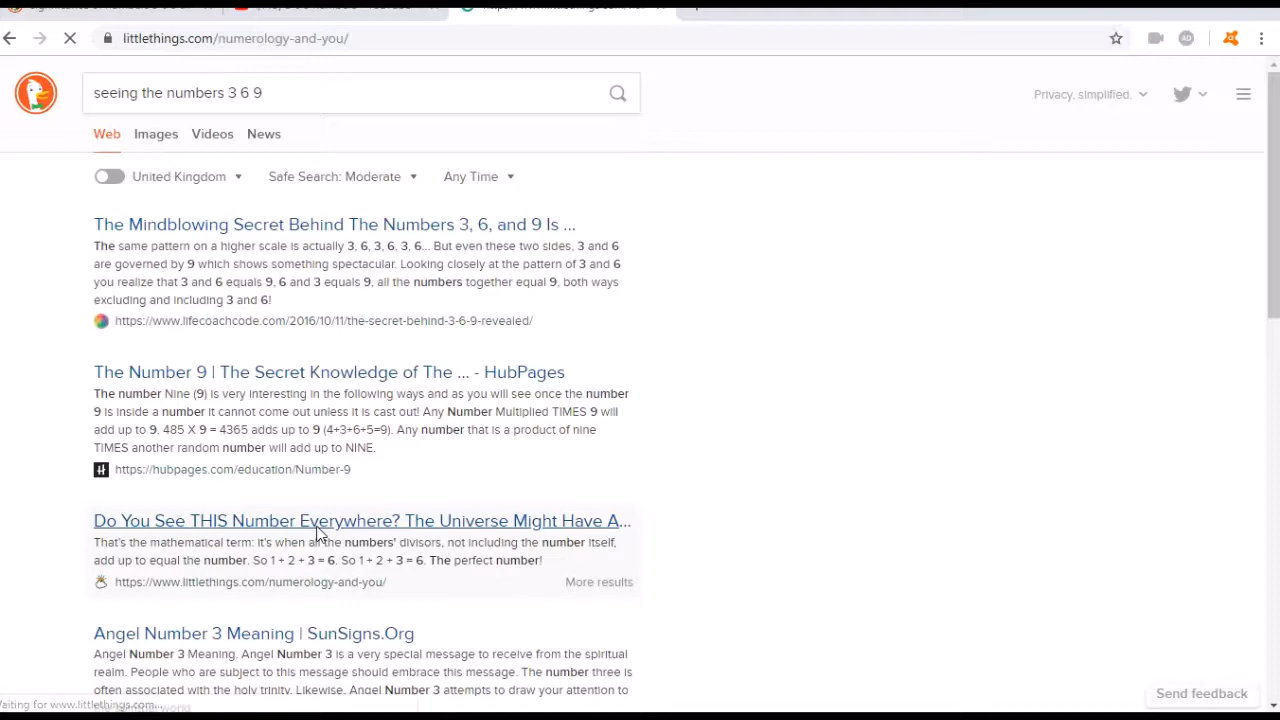 littlethings.com/numerology-and-you/
seeing the numbers 3 6 9
Privacy, simplified.
Web Images Videos News
United Kingdom Safe Search: Moderate Any Time
The Mindblowing Secret Behind The Numbers 3, 6, and 9 Is ...
The same pattern on a higher scale is actually 3, 6, 3, 6, 3, 6... But even these two sides, 3 and 6
are governed by 9 which shows something spectacular. Looking closely at the pattern of 3 and 6
you realize that 3 and 6 equals 9, 6 and 3 equals 9, all the numbers together equal 9, both ways
excluding and including 3 and 6!
https://www.lifecoachcode.com/2016/10/11/the-secret-behind-3-6-9-revealed/
The Number 9 | The Secret Knowledge of The ... - HubPages
The number Nine (9) is very interesting in the following ways and as you will see once the number
9 is inside a number it cannot come out unless it is cast out! Any Number Multiplied TIMES 9 will
add up to 9. 485 X 9 = 4365 adds up to 9 (4+3+6+5=9). Any number that is a product of nine
TIMES another random number will add up to NINE.
https://hubpages.com/education/Number-9
Do You See THIS Number Everywhere? The Universe Might Have A...
That's the mathematical term: it's when all the numbers' divisors, not including the number itself,
add up to equal the number. So 1 + 2 + 3 = 6. So 1 + 2 + 3 = 6. The perfect number!
https://www.littlethings.com/numerology-and-you/ More results
Angel Number 3 Meaning | SunSigns.Org
Angel Number 3 Meaning. Angel Number 3 is a very special message to receive from the spiritual
realm. People who are subject to this message should embrace this message. The number three is
often associated with the holy trinity. Likewise, Angel Number 3 attempts to draw your attention to
Send feedback
Waiting for www.littlethings.com...